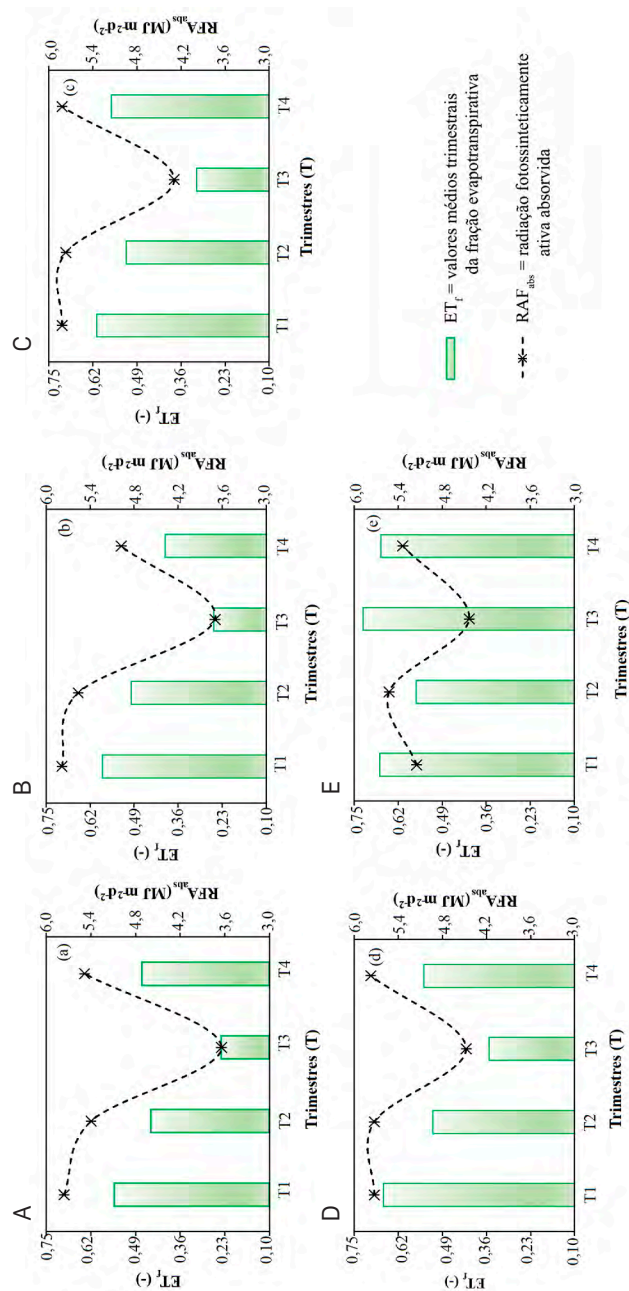 A
0,75
0,62
0,49
0,36
0,23
0,10
ET_f (-)
6,0
5,4
4,8
4,2
3,6
3,0
RFA_abs (MJ m⁻²d⁻²)
(a)
T1 T2 T3 T4
Trimestres (T)
B
0,75
0,62
0,49
0,36
0,23
0,10
ET_f (-)
6,0
5,4
4,8
4,2
3,6
3,0
RFA_abs (MJ m⁻²d⁻²)
(b)
T1 T2 T3 T4
Trimestres (T)
C
0,75
0,62
0,49
0,36
0,23
0,10
ET_f (-)
6,0
5,4
4,8
4,2
3,6
3,0
RFA_abs (MJ m⁻²d⁻²)
(c)
T1 T2 T3 T4
Trimestres (T)
D
0,75
0,62
0,49
0,36
0,23
0,10
ET_f (-)
6,0
5,4
4,8
4,2
3,6
3,0
RFA_abs (MJ m⁻²d⁻²)
(d)
T1 T2 T3 T4
Trimestres (T)
E
0,75
0,62
0,49
0,36
0,23
0,10
ET_f (-)
6,0
5,4
4,8
4,2
3,6
3,0
RFA_abs (MJ m⁻²d⁻²)
(e)
T1 T2 T3 T4
Trimestres (T)
ET_f = valores médios trimestrais
da fração evapotranspirativa
RAF_abs = radiação fotossinteticamente
ativa absorvida